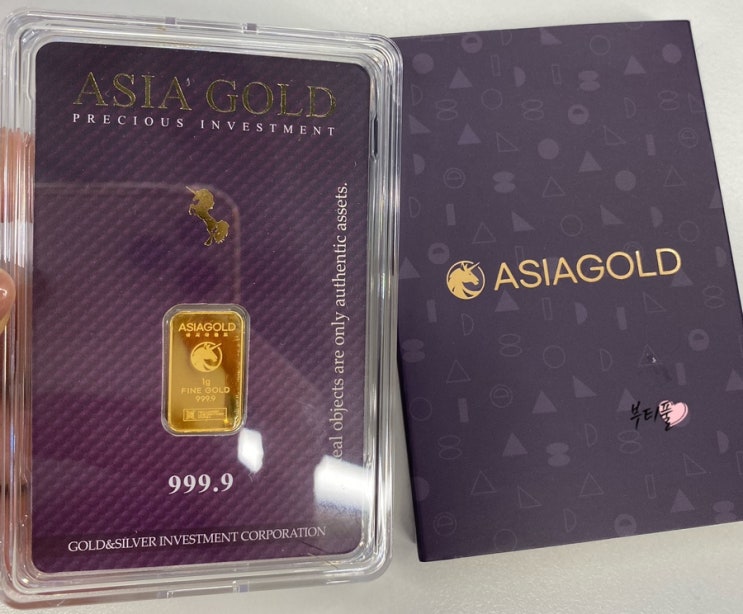 ASIA GOLD
PRECIOUS INVESTMENT
eal objects are only authentic assets.
ASIAGOLD
1g
FINE GOLD
999.9
999.9
GOLD&SILVER INVESTMENT CORPORATION
ASIAGOLD
부티풀